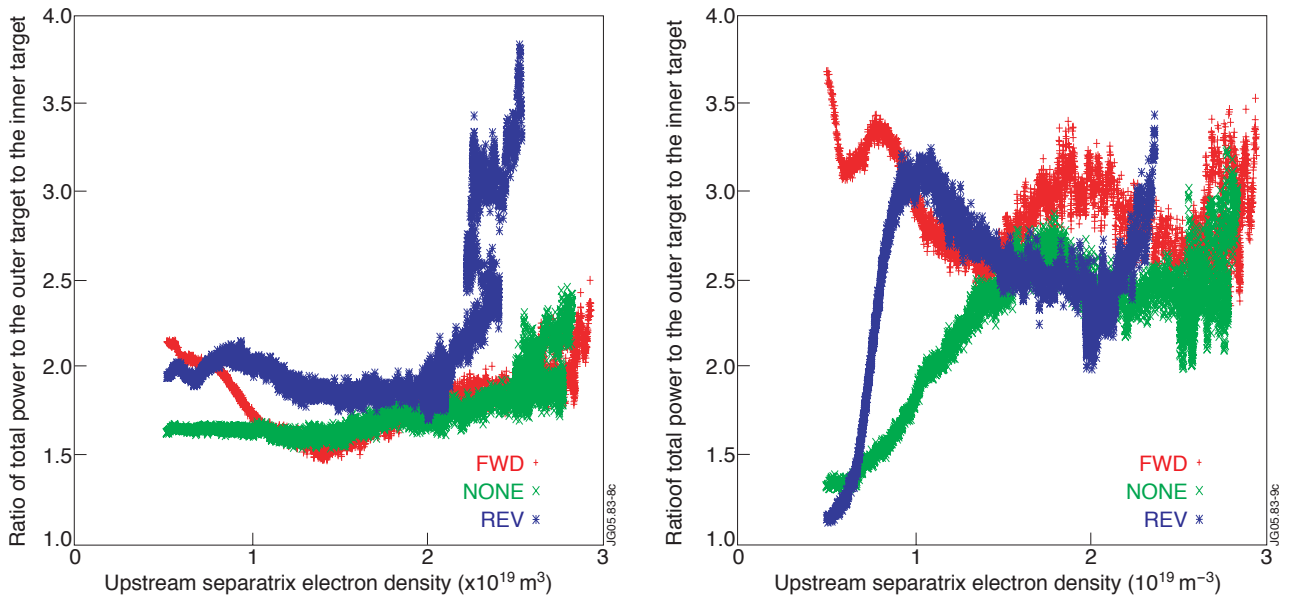 Ratio of total power to the outer target to the inner target
4.0
3.5
3.0
2.5
2.0
1.5
1.0
0
1
2
3
Upstream separatrix electron density (x10¹⁹ m³)
FWD +
NONE ×
REV ✳
JG05.83-8c
Ratioof total power to the outer target to the inner target
4.0
3.5
3.0
2.5
2.0
1.5
1.0
0
1
2
3
Upstream separatrix electron density (10¹⁹ m⁻³)
FWD +
NONE ×
REV ✳
JG05.83-9c